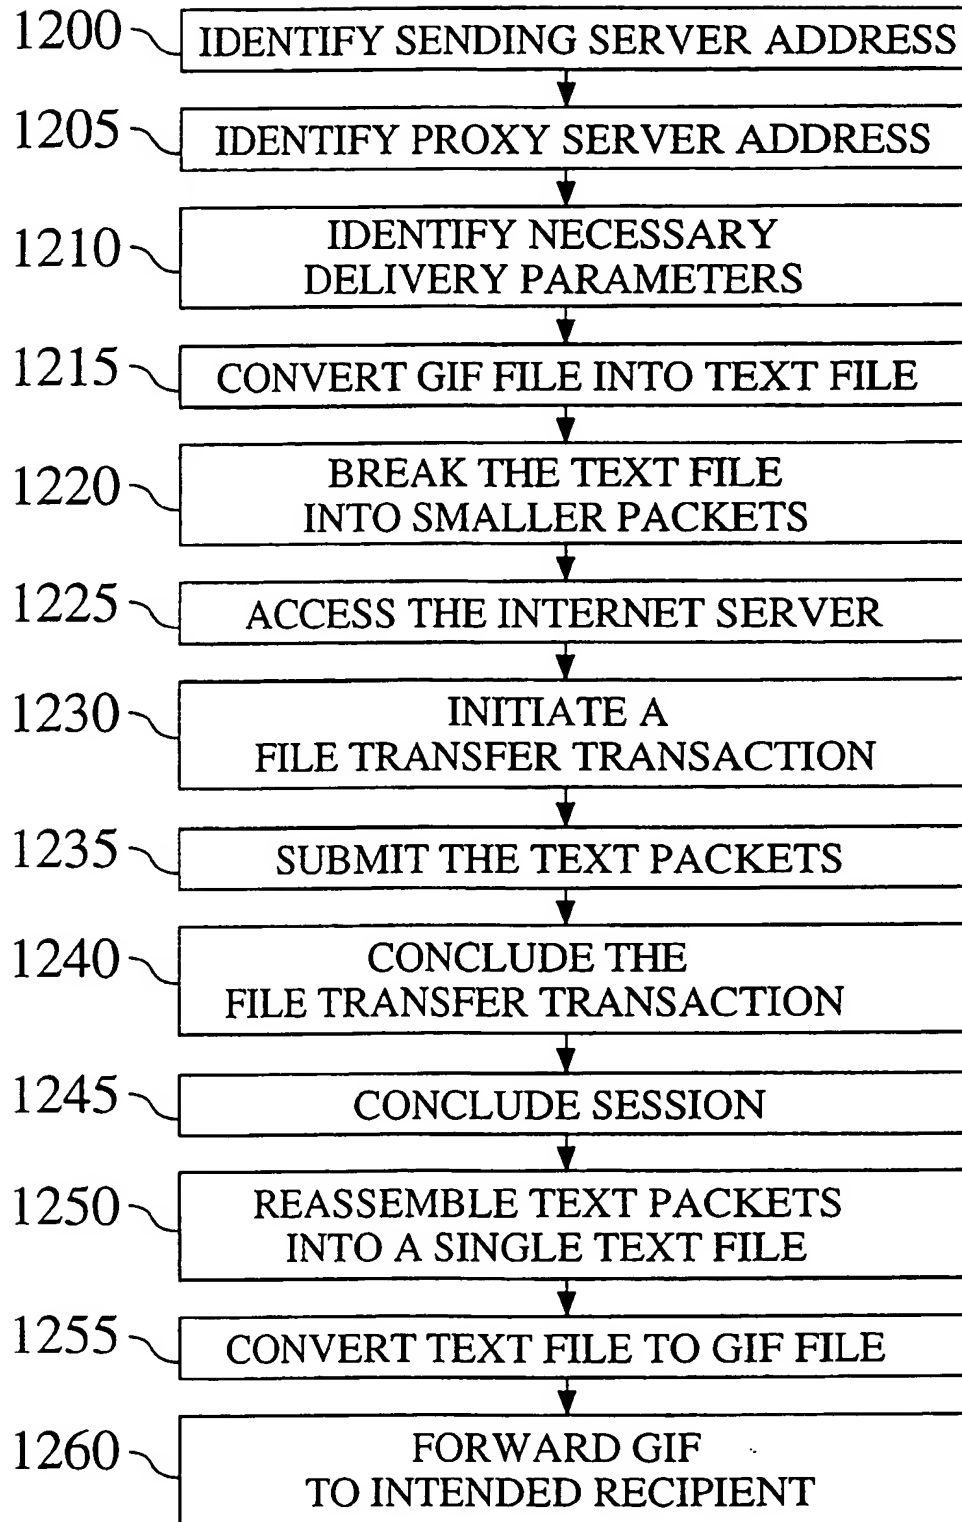 1200 IDENTIFY SENDING SERVER ADDRESS
1205 IDENTIFY PROXY SERVER ADDRESS
1210 IDENTIFY NECESSARY
DELIVERY PARAMETERS
1215 CONVERT GIF FILE INTO TEXT FILE
1220 BREAK THE TEXT FILE
INTO SMALLER PACKETS
1225 ACCESS THE INTERNET SERVER
1230 INITIATE A
FILE TRANSFER TRANSACTION
1235 SUBMIT THE TEXT PACKETS
1240 CONCLUDE THE
FILE TRANSFER TRANSACTION
1245 CONCLUDE SESSION
1250 REASSEMBLE TEXT PACKETS
INTO A SINGLE TEXT FILE
1255 CONVERT TEXT FILE TO GIF FILE
1260 FORWARD GIF
TO INTENDED RECIPIENT